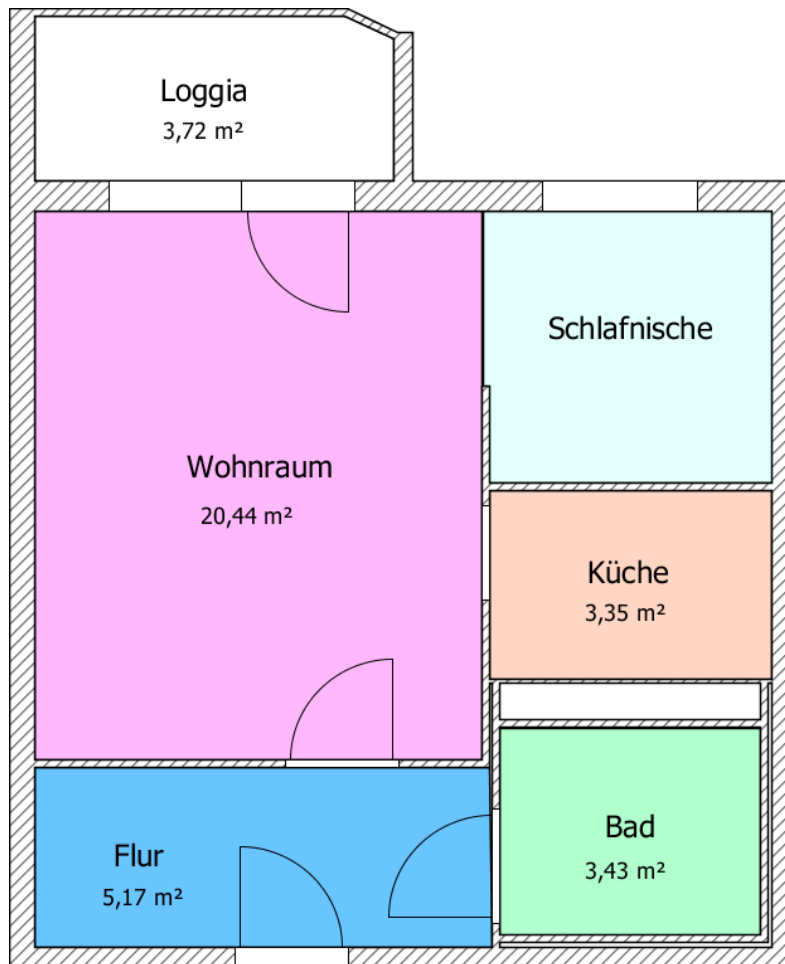 Loggia
3,72 m²
Schlafnische
Wohnraum
20,44 m²
Küche
3,35 m²
Bad
3,43 m²
Flur
5,17 m²